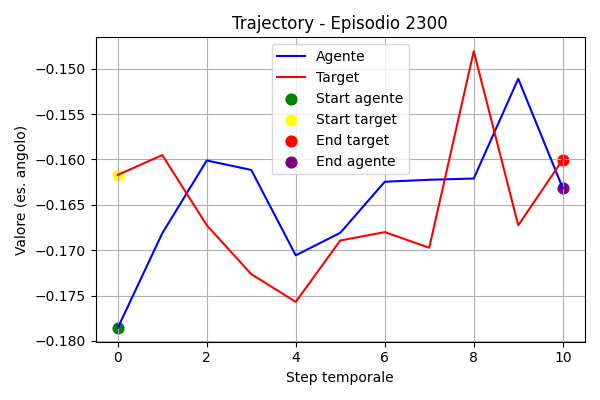 Trajectory - Episodio 2300
Agente
Target
Start agente
Start target
End target
End agente
Valore (es. angolo)
−0.150
−0.155
−0.160
−0.165
−0.170
−0.175
−0.180
0 2 4 6 8 10
Step temporale